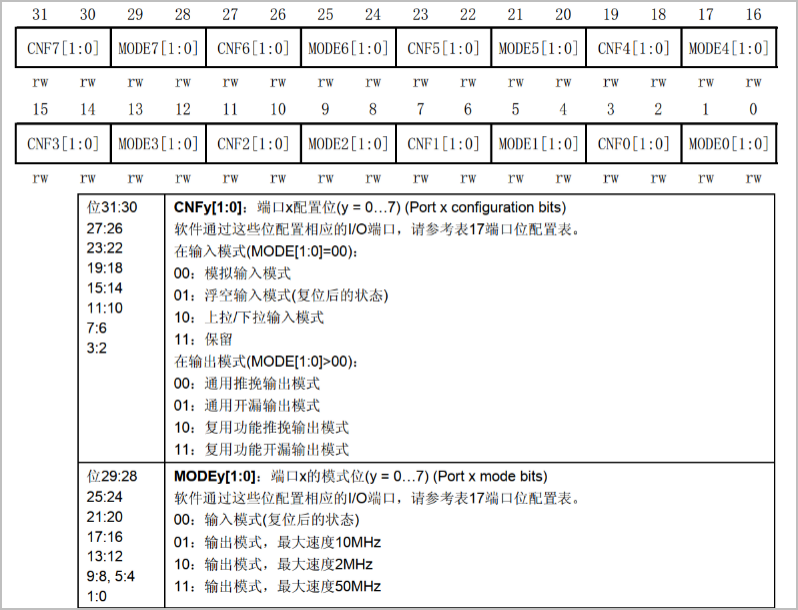 31 30 29 28 27 26 25 24 23 22 21 20 19 18 17 16
CNF7[1:0] MODE7[1:0] CNF6[1:0] MODE6[1:0] CNF5[1:0] MODE5[1:0] CNF4[1:0] MODE4[1:0]
rw rw rw rw rw rw rw rw rw rw rw rw rw rw rw rw
15 14 13 12 11 10 9 8 7 6 5 4 3 2 1 0
CNF3[1:0] MODE3[1:0] CNF2[1:0] MODE2[1:0] CNF1[1:0] MODE1[1:0] CNF0[1:0] MODE0[1:0]
rw rw rw rw rw rw rw rw rw rw rw rw rw rw rw rw
位31:30
27:26
23:22
19:18
15:14
11:10
7:6
3:2
CNFy[1:0]：端口x配置位(y = 0…7) (Port x configuration bits)
软件通过这些位配置相应的I/O端口，请参考表17端口位配置表。
在输入模式(MODE[1:0]=00)：
00：模拟输入模式
01：浮空输入模式(复位后的状态)
10：上拉/下拉输入模式
11：保留
在输出模式(MODE[1:0]>00)：
00：通用推挽输出模式
01：通用开漏输出模式
10：复用功能推挽输出模式
11：复用功能开漏输出模式
位29:28
25:24
21:20
17:16
13:12
9:8, 5:4
1:0
MODEy[1:0]：端口x的模式位(y = 0…7) (Port x mode bits)
软件通过这些位配置相应的I/O端口，请参考表17端口位配置表。
00：输入模式(复位后的状态)
01：输出模式，最大速度10MHz
10：输出模式，最大速度2MHz
11：输出模式，最大速度50MHz